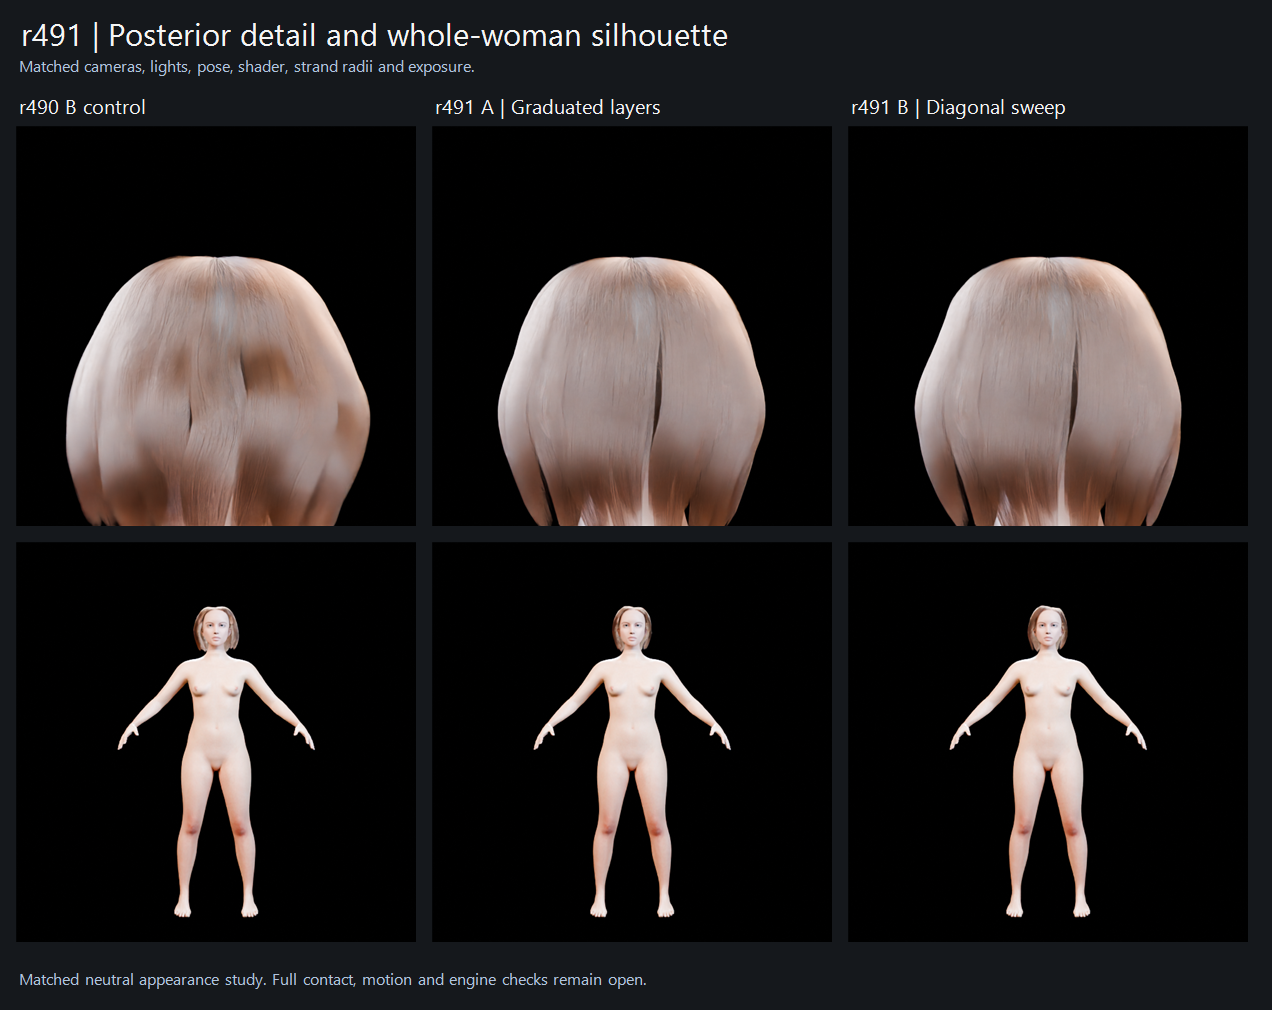 r491 | Posterior detail and whole-woman silhouette
Matched cameras, lights, pose, shader, strand radii and exposure.
r490 B control
r491 A | Graduated layers
r491 B | Diagonal sweep
Matched neutral appearance study. Full contact, motion and engine checks remain open.